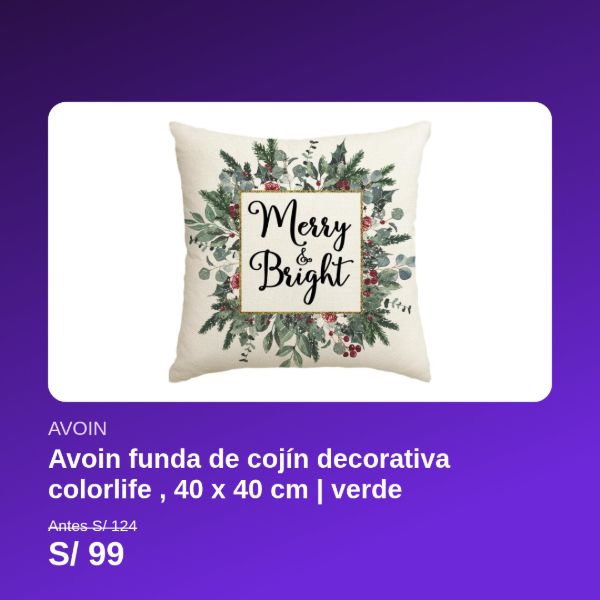 Merry
&
Bright
AVOIN
Avoin funda de cojín decorativa
colorlife , 40 x 40 cm | verde
Antes S/ 124
S/ 99